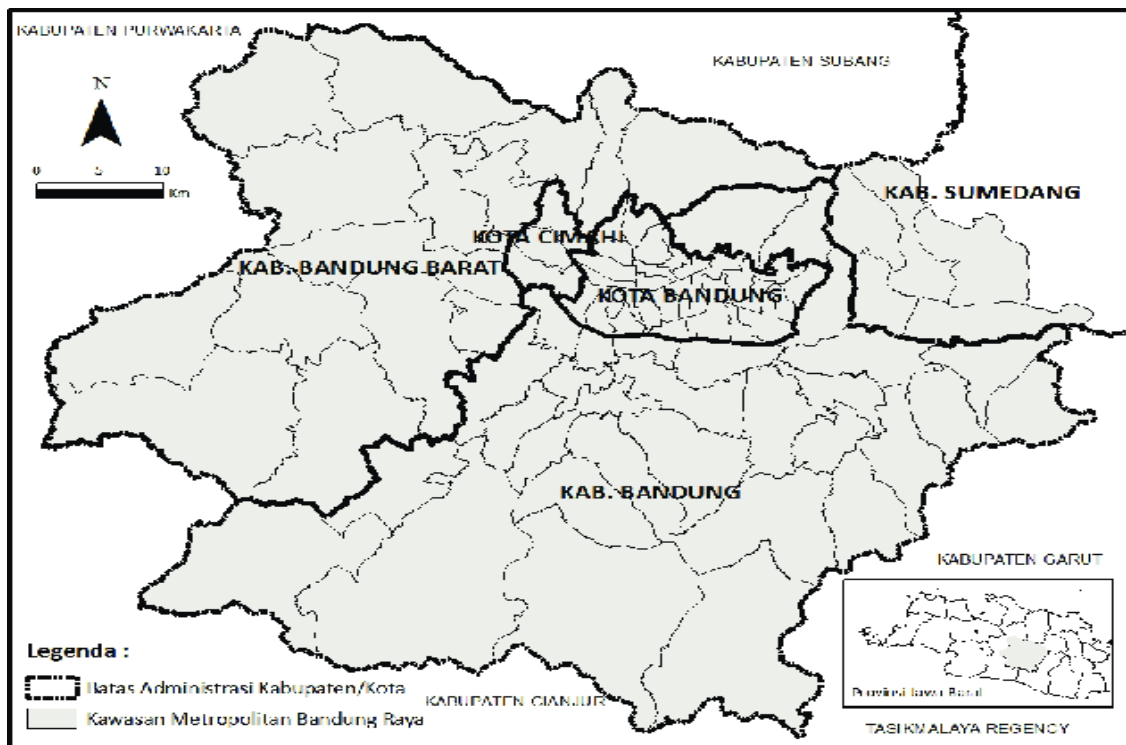 KABUPATEN PURWAKARTA
KABUPATEN SUBANG
N
0 5 10
Km
KAB. SUMEDANG
KOTA CIMAHI
KAB. BANDUNG BARAT
KOTA BANDUNG
KAB. BANDUNG
KABUPATEN GARUT
Legenda :
Batas Administrasi Kabupaten/Kota
Kawasan Metropolitan Bandung Raya
KABUPATEN CIANJUR
Provinsi Jawa Barat
TASIKMALAYA REGENCY